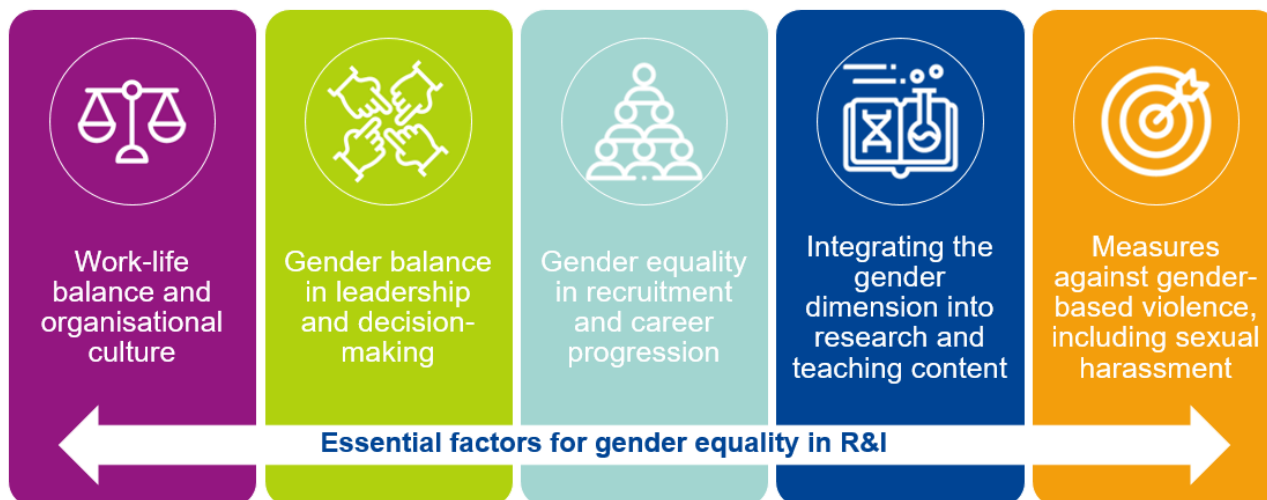 Work-life
balance and
organisational
culture
Gender balance
in leadership
and decision-
making
Gender equality
in recruitment
and career
progression
Integrating the
gender
dimension into
research and
teaching content
Measures
against gender-
based violence,
including sexual
harassment
Essential factors for gender equality in R&I